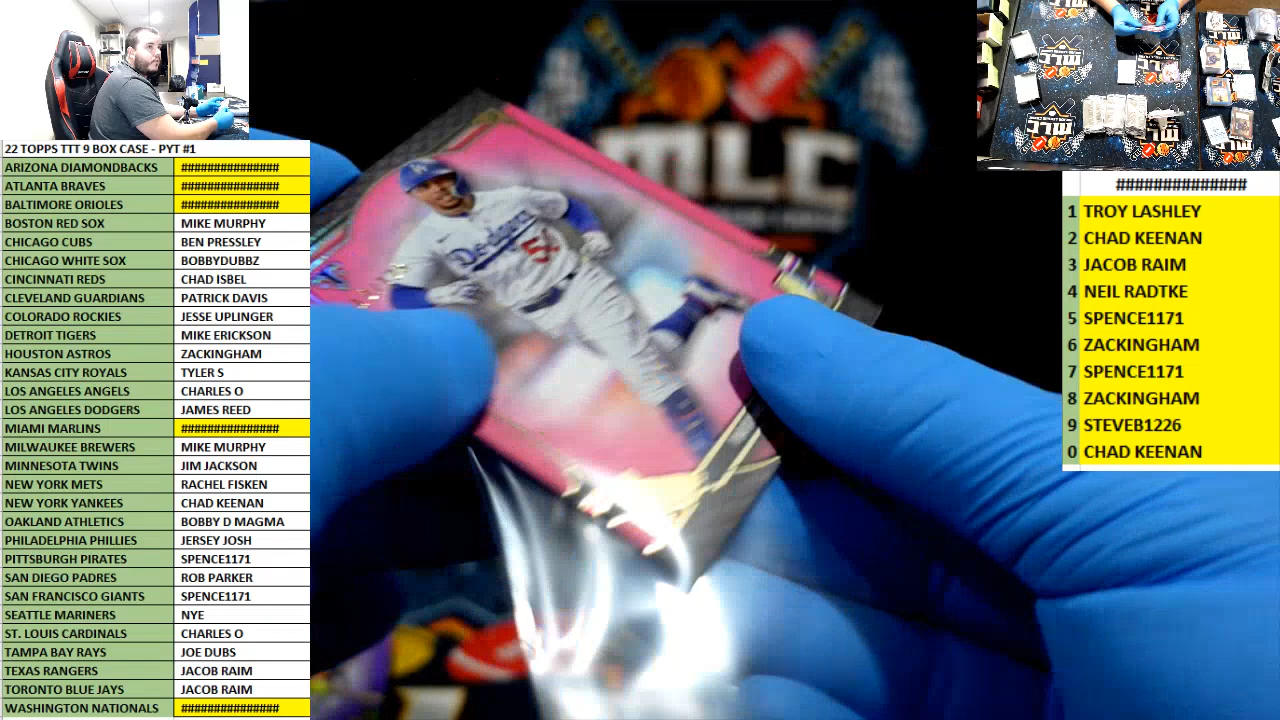 22 TOPPS TTT 9 BOX CASE - PYT #1
ARIZONA DIAMONDBACKS ###############
ATLANTA BRAVES ###############
BALTIMORE ORIOLES ###############
BOSTON RED SOX MIKE MURPHY
CHICAGO CUBS BEN PRESSLEY
CHICAGO WHITE SOX BOBBYDUBBZ
CINCINNATI REDS CHAD ISBEL
CLEVELAND GUARDIANS PATRICK DAVIS
COLORADO ROCKIES JESSE UPLINGER
DETROIT TIGERS MIKE ERICKSON
HOUSTON ASTROS ZACKINGHAM
KANSAS CITY ROYALS TYLER S
LOS ANGELES ANGELS CHARLES O
LOS ANGELES DODGERS JAMES REED
MIAMI MARLINS ###############
MILWAUKEE BREWERS MIKE MURPHY
MINNESOTA TWINS JIM JACKSON
NEW YORK METS RACHEL FISKEN
NEW YORK YANKEES CHAD KEENAN
OAKLAND ATHLETICS BOBBY D MAGMA
PHILADELPHIA PHILLIES JERSEY JOSH
PITTSBURGH PIRATES SPENCE1171
SAN DIEGO PADRES ROB PARKER
SAN FRANCISCO GIANTS SPENCE1171
SEATTLE MARINERS NYE
ST. LOUIS CARDINALS CHARLES O
TAMPA BAY RAYS JOE DUBS
TEXAS RANGERS JACOB RAIM
TORONTO BLUE JAYS JACOB RAIM
WASHINGTON NATIONALS ###############
MLC
Dodgers
5
MLC
##############
1 TROY LASHLEY
2 CHAD KEENAN
3 JACOB RAIM
4 NEIL RADTKE
5 SPENCE1171
6 ZACKINGHAM
7 SPENCE1171
8 ZACKINGHAM
9 STEVEB1226
0 CHAD KEENAN